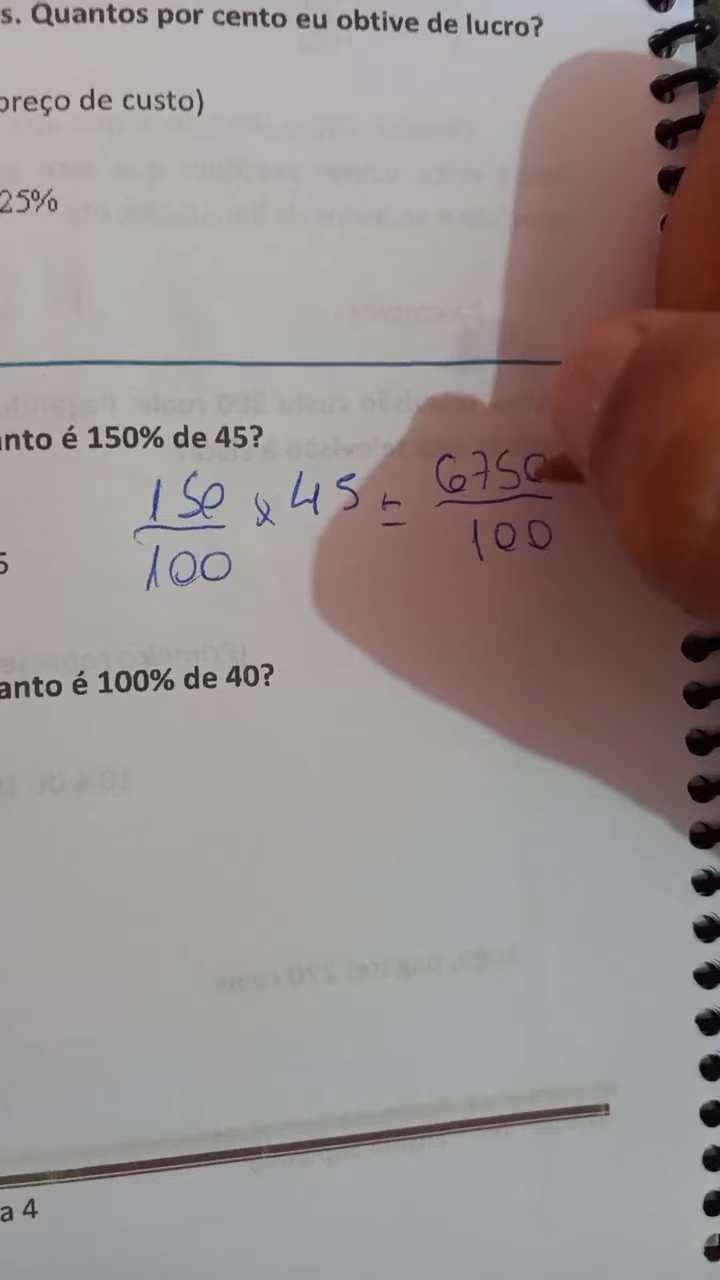 s. Quantos por cento eu obtive de lucro?
preço de custo)
25%
anto é 150% de 45?
150/100 x 45 = 6750/100
5
anto é 100% de 40?
a 4